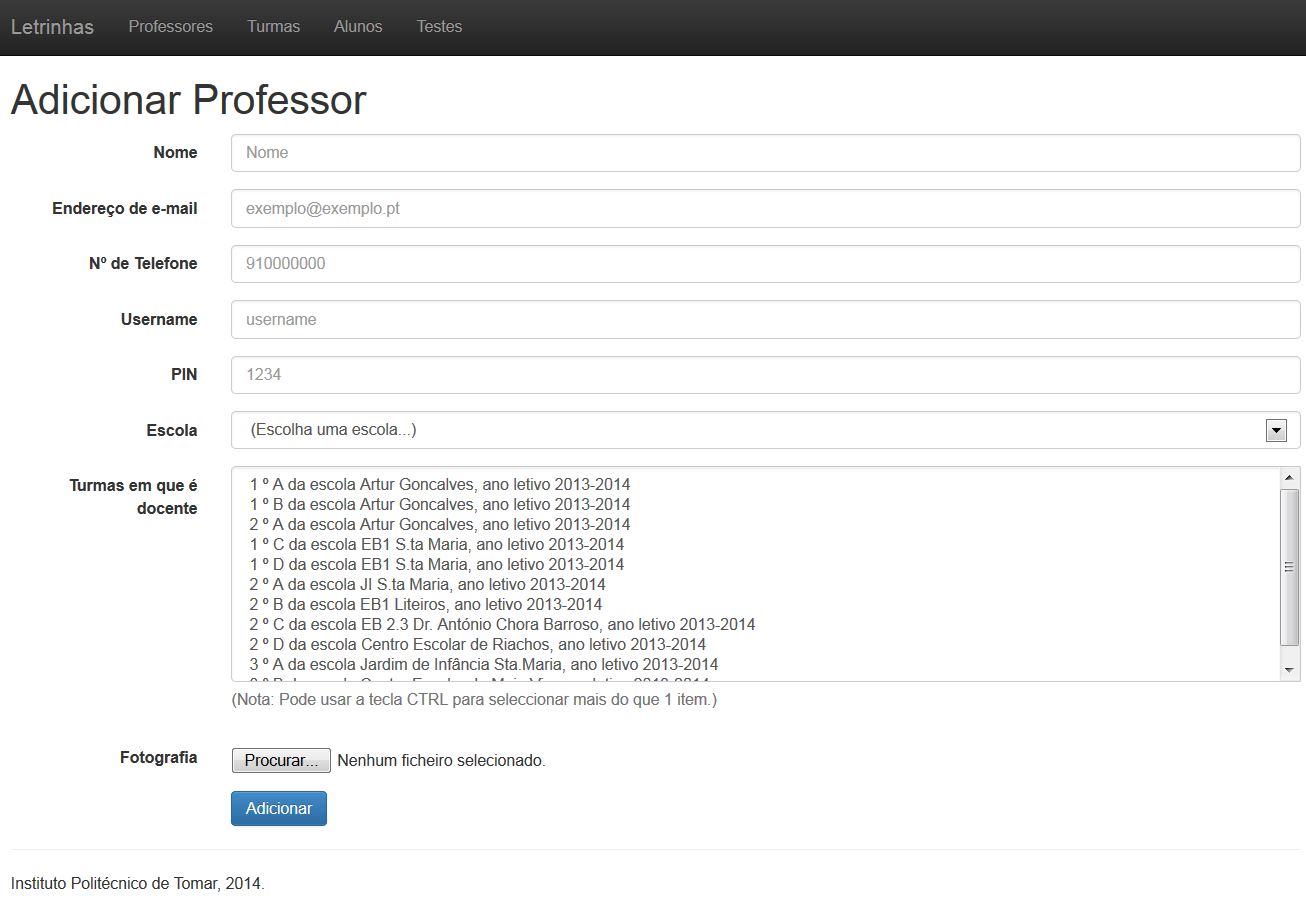 Letrinhas Professores Turmas Alunos Testes
Adicionar Professor
Nome Nome
Endereço de e-mail exemplo@exemplo.pt
Nº de Telefone 910000000
Username username
PIN 1234
Escola (Escolha uma escola...)
Turmas em que é docente
1 º A da escola Artur Goncalves, ano letivo 2013-2014
1 º B da escola Artur Goncalves, ano letivo 2013-2014
2 º A da escola Artur Goncalves, ano letivo 2013-2014
1 º C da escola EB1 S.ta Maria, ano letivo 2013-2014
1 º D da escola EB1 S.ta Maria, ano letivo 2013-2014
2 º A da escola JI S.ta Maria, ano letivo 2013-2014
2 º B da escola EB1 Liteiros, ano letivo 2013-2014
2 º C da escola EB 2.3 Dr. António Chora Barroso, ano letivo 2013-2014
2 º D da escola Centro Escolar de Riachos, ano letivo 2013-2014
3 º A da escola Jardim de Infância Sta.Maria, ano letivo 2013-2014
(Nota: Pode usar a tecla CTRL para seleccionar mais do que 1 item.)
Fotografia Procurar... Nenhum ficheiro selecionado.
Adicionar
Instituto Politécnico de Tomar, 2014.